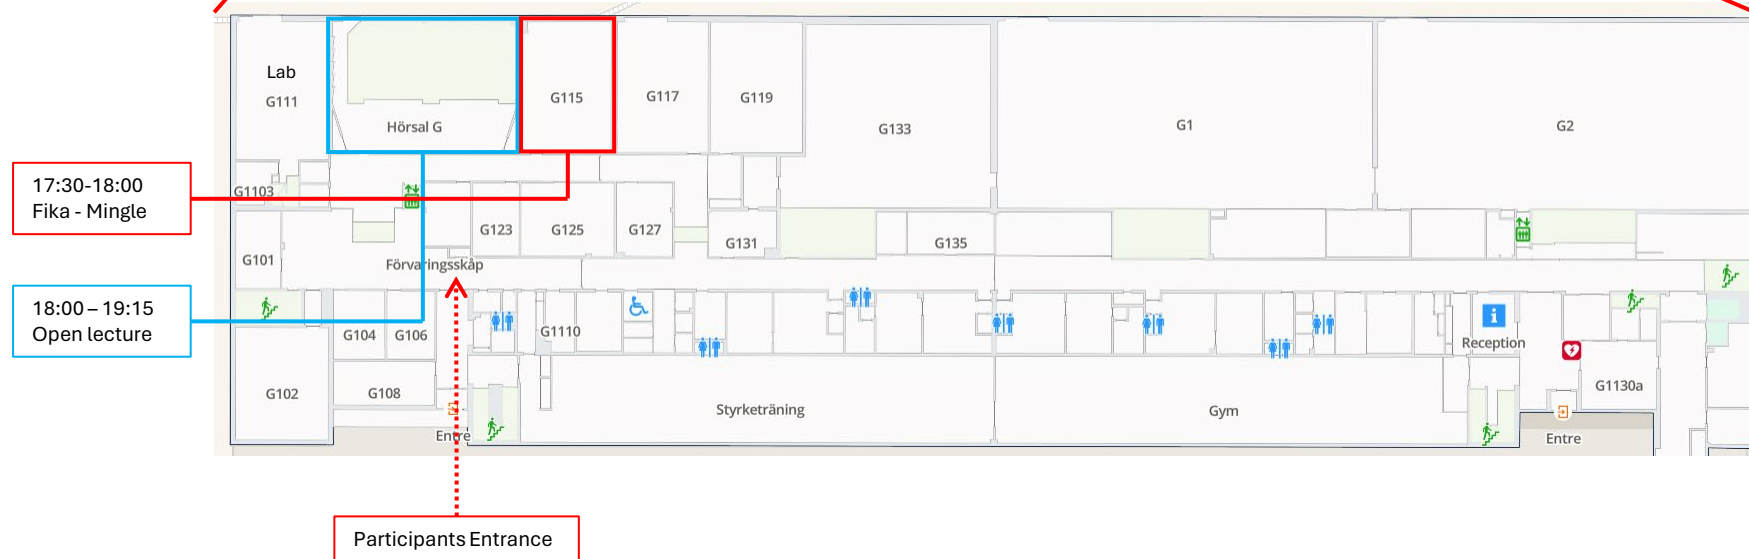 Lab
G111
Hörsal G
G115
G117
G119
G133
G1
G2
17:30-18:00
Fika - Mingle
G1103
G123
G125
G127
G131
G135
G101
Förvaringsskåp
18:00 – 19:15
Open lecture
G104
G106
G1110
Reception
G102
G108
Styrketräning
Gym
G1130a
Entre
Entre
Participants Entrance